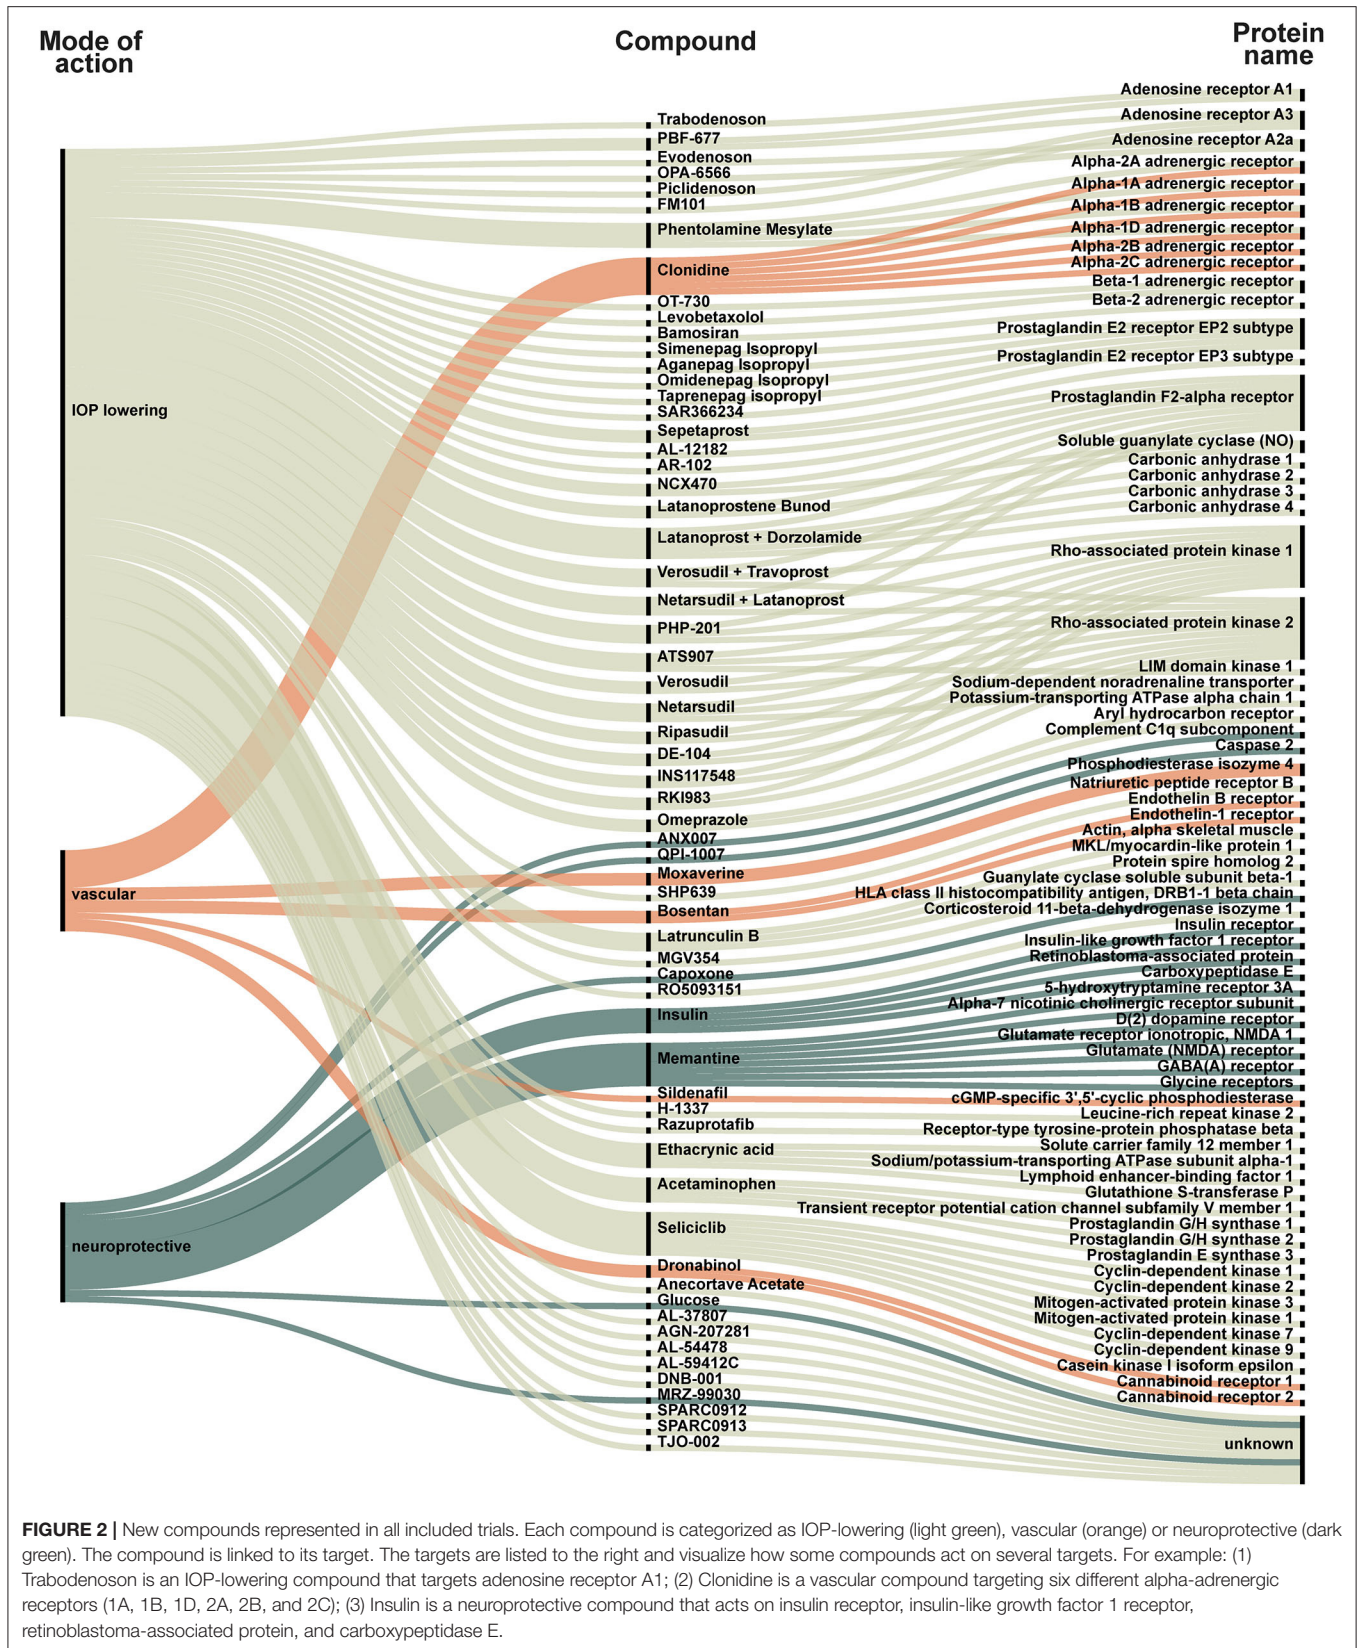 Mode of
action
Compound
Protein
name
IOP lowering
vascular
neuroprotective
Trabodenoson
PBF-677
Evodenoson
OPA-6566
Piclidenoson
FM101
Phentolamine Mesylate
Clonidine
OT-730
Levobetaxolol
Bamosiran
Simenepag Isopropyl
Aganepag Isopropyl
Omidenepag Isopropyl
Taprenepag isopropyl
SAR366234
Sepetaprost
AL-12182
AR-102
NCX470
Latanoprostene Bunod
Latanoprost + Dorzolamide
Verosudil + Travoprost
Netarsudil + Latanoprost
PHP-201
ATS907
Verosudil
Netarsudil
Ripasudil
DE-104
INS117548
RKI983
Omeprazole
ANX007
QPI-1007
Moxaverine
SHP639
Bosentan
Latrunculin B
MGV354
Capoxone
RO5093151
Insulin
Memantine
Sildenafil
H-1337
Razuprotafib
Ethacrynic acid
Acetaminophen
Seliciclib
Dronabinol
Anecortave Acetate
Glucose
AL-37807
AGN-207281
AL-54478
AL-59412C
DNB-001
MRZ-99030
SPARC0912
SPARC0913
TJO-002
Adenosine receptor A1
Adenosine receptor A3
Adenosine receptor A2a
Alpha-2A adrenergic receptor
Alpha-1A adrenergic receptor
Alpha-1B adrenergic receptor
Alpha-1D adrenergic receptor
Alpha-2B adrenergic receptor
Alpha-2C adrenergic receptor
Beta-1 adrenergic receptor
Beta-2 adrenergic receptor
Prostaglandin E2 receptor EP2 subtype
Prostaglandin E2 receptor EP3 subtype
Prostaglandin F2-alpha receptor
Soluble guanylate cyclase (NO)
Carbonic anhydrase 1
Carbonic anhydrase 2
Carbonic anhydrase 3
Carbonic anhydrase 4
Rho-associated protein kinase 1
Rho-associated protein kinase 2
LIM domain kinase 1
Sodium-dependent noradrenaline transporter
Potassium-transporting ATPase alpha chain 1
Aryl hydrocarbon receptor
Complement C1q subcomponent
Caspase 2
Phosphodiesterase isozyme 4
Natriuretic peptide receptor B
Endothelin B receptor
Endothelin-1 receptor
Actin, alpha skeletal muscle
MKL/myocardin-like protein 1
Protein spire homolog 2
Guanylate cyclase soluble subunit beta-1
HLA class II histocompatibility antigen, DRB1-1 beta chain
Corticosteroid 11-beta-dehydrogenase isozyme 1
Insulin receptor
Insulin-like growth factor 1 receptor
Retinoblastoma-associated protein
Carboxypeptidase E
5-hydroxytryptamine receptor 3A
Alpha-7 nicotinic cholinergic receptor subunit
D(2) dopamine receptor
Glutamate receptor ionotropic, NMDA 1
Glutamate (NMDA) receptor
GABA(A) receptor
Glycine receptors
cGMP-specific 3',5'-cyclic phosphodiesterase
Leucine-rich repeat kinase 2
Receptor-type tyrosine-protein phosphatase beta
Solute carrier family 12 member 1
Sodium/potassium-transporting ATPase subunit alpha-1
Lymphoid enhancer-binding factor 1
Glutathione S-transferase P
Transient receptor potential cation channel subfamily V member 1
Prostaglandin G/H synthase 1
Prostaglandin G/H synthase 2
Prostaglandin E synthase 3
Cyclin-dependent kinase 1
Cyclin-dependent kinase 2
Mitogen-activated protein kinase 3
Mitogen-activated protein kinase 1
Cyclin-dependent kinase 7
Cyclin-dependent kinase 9
Casein kinase I isoform epsilon
Cannabinoid receptor 1
Cannabinoid receptor 2
unknown
FIGURE 2 | New compounds represented in all included trials. Each compound is categorized as IOP-lowering (light green), vascular (orange) or neuroprotective (dark
green). The compound is linked to its target. The targets are listed to the right and visualize how some compounds act on several targets. For example: (1)
Trabodenoson is an IOP-lowering compound that targets adenosine receptor A1; (2) Clonidine is a vascular compound targeting six different alpha-adrenergic
receptors (1A, 1B, 1D, 2A, 2B, and 2C); (3) Insulin is a neuroprotective compound that acts on insulin receptor, insulin-like growth factor 1 receptor,
retinoblastoma-associated protein, and carboxypeptidase E.